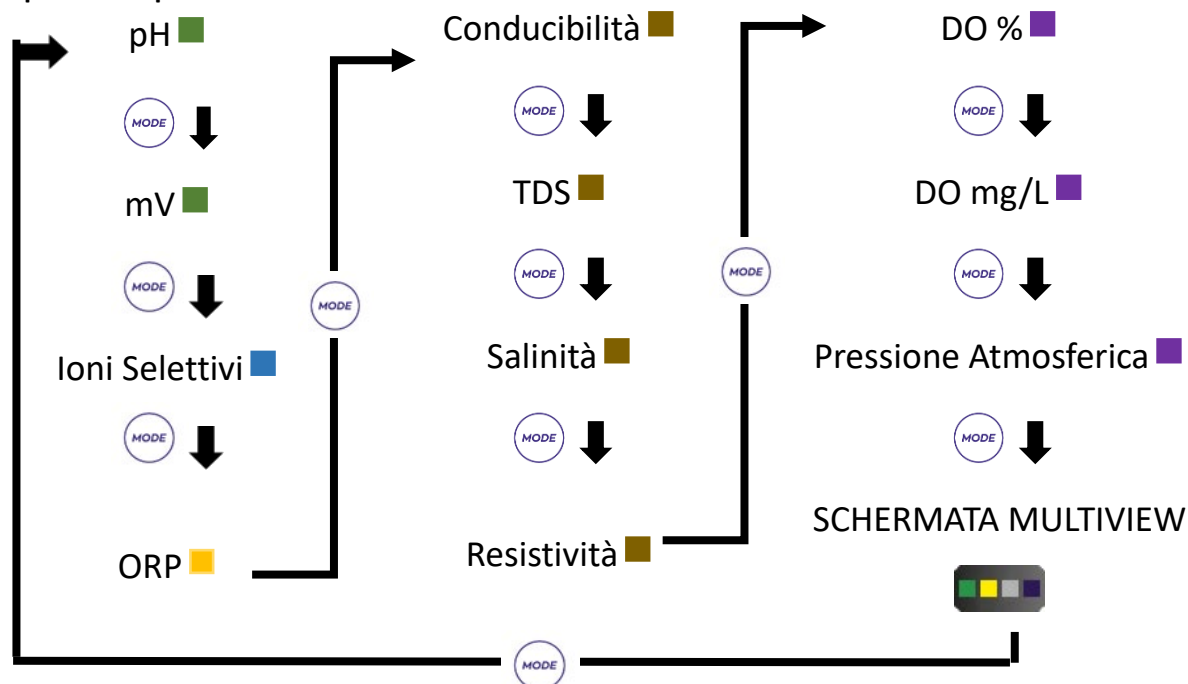 pH
MODE
mV
MODE
Ioni Selettivi
MODE
ORP
MODE
Conducibilità
MODE
TDS
MODE
Salinità
MODE
Resistività
MODE
DO %
MODE
DO mg/L
MODE
Pressione Atmosferica
MODE
SCHERMATA MULTIVIEW
MODE